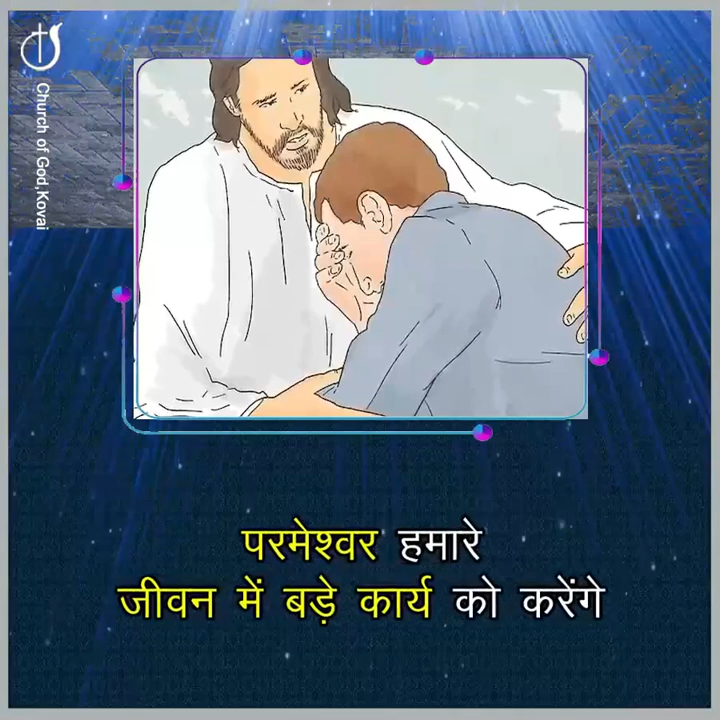 Church of God,Kovai
परमेश्वर हमारे
जीवन में बड़े कार्य को करेंगे